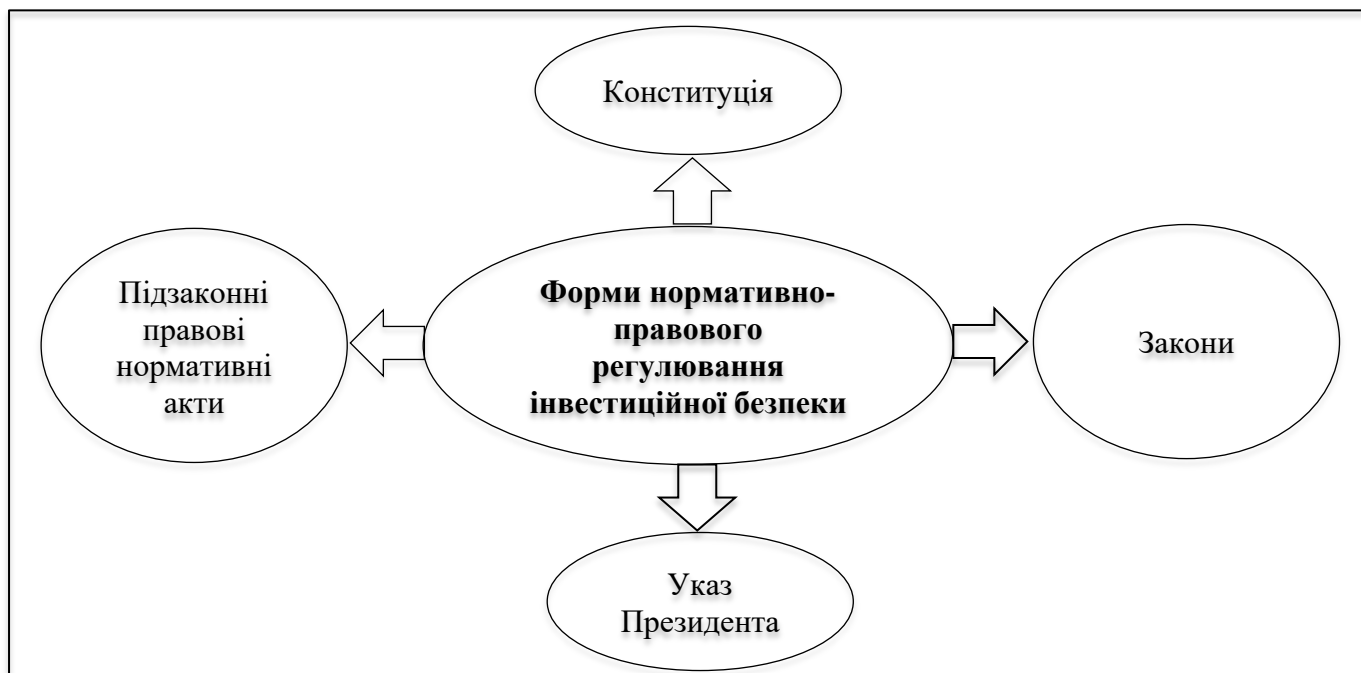 Конституція
Підзаконні
правові
нормативні
акти
Форми нормативно-
правового
регулювання
інвестиційної безпеки
Закони
Указ
Президента